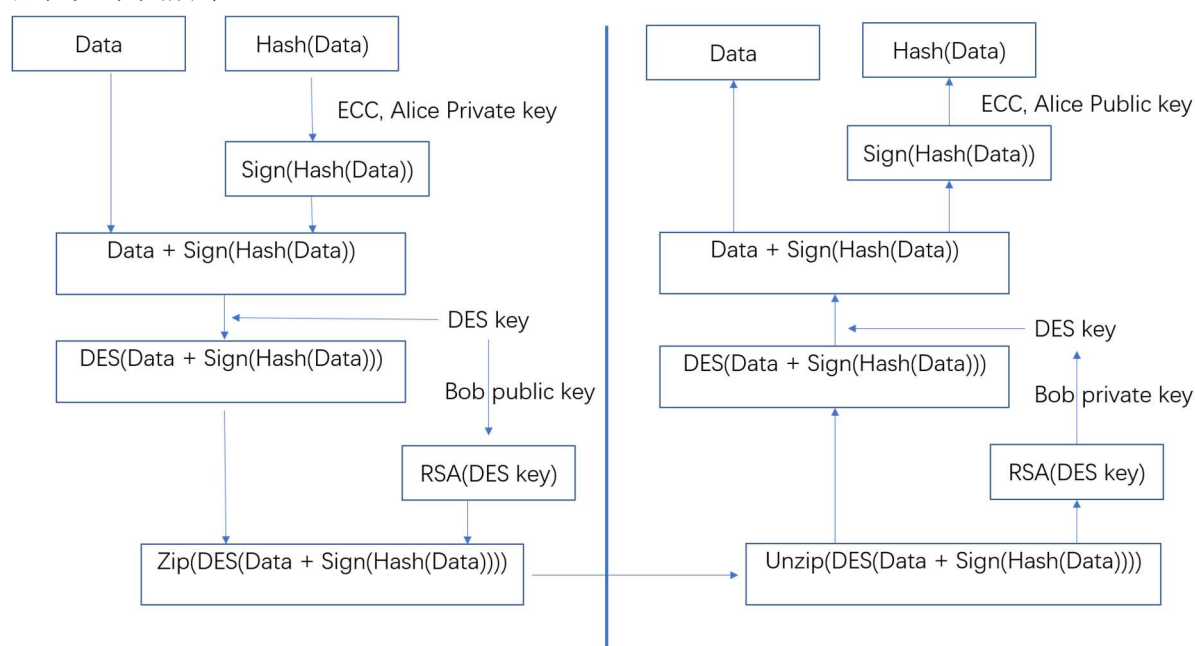 Data
Hash(Data)
ECC, Alice Private key
Sign(Hash(Data))
Data + Sign(Hash(Data))
DES key
DES(Data + Sign(Hash(Data)))
Bob public key
RSA(DES key)
Zip(DES(Data + Sign(Hash(Data))))
Data
Hash(Data)
ECC, Alice Public key
Sign(Hash(Data))
Data + Sign(Hash(Data))
DES key
DES(Data + Sign(Hash(Data)))
Bob private key
RSA(DES key)
Unzip(DES(Data + Sign(Hash(Data))))